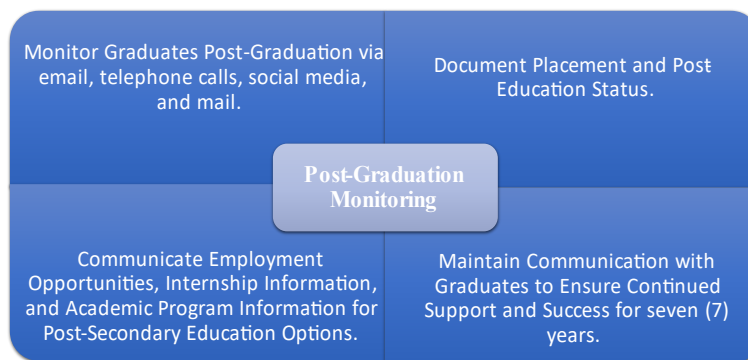 Monitor Graduates Post-Graduation via
email, telephone calls, social media,
and mail.
Document Placement and Post-
Education Status.
Post-Graduation
Monitoring
Communicate Employment
Opportunities, Internship Information,
and Academic Program Information for
Post-Secondary Education Options.
Maintain Communication with
Graduates to Ensure Continued
Support and Success for seven (7)
years.